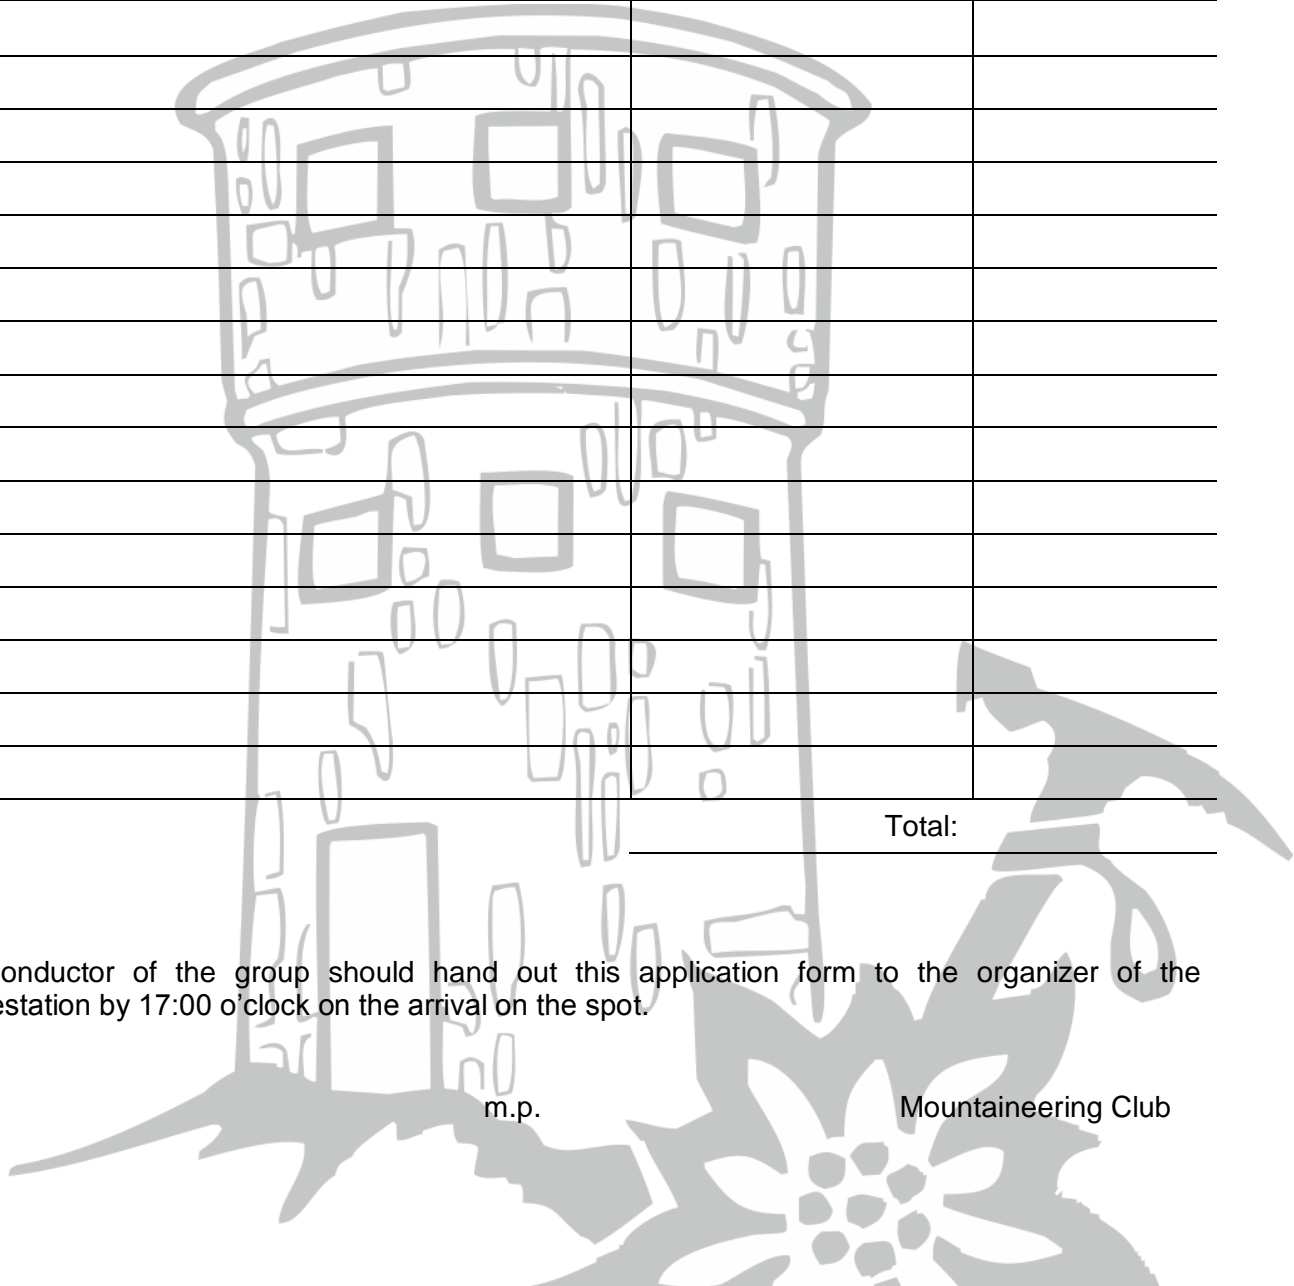 Total:
onductor of the group should hand out this application form to the organizer of the
estation by 17:00 o'clock on the arrival on the spot.
m.p. Mountaineering Club